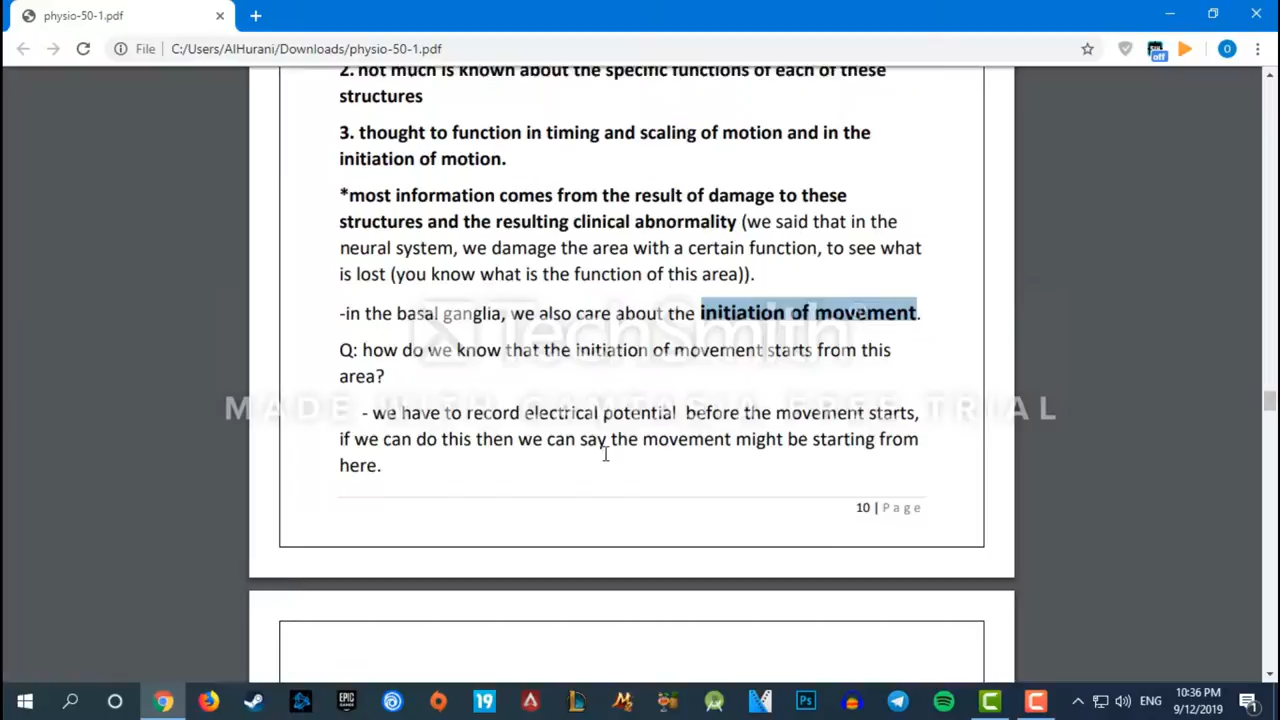 physio-50-1.pdf
File
C:/Users/AlHurani/Downloads/physio-50-1.pdf
off
O
2. not much is known about the specific functions of each of these
structures
3. thought to function in timing and scaling of motion and in the
initiation of motion.
*most information comes from the result of damage to these
structures and the resulting clinical abnormality (we said that in the
neural system, we damage the area with a certain function, to see what
is lost (you know what is the function of this area)).
-in the basal ganglia, we also care about the initiation of movement.
TechSmith
Q: how do we know that the initiation of movement starts from this
area?
MADE WITH CAMTASIA FREE TRIAL
- we have to record electrical potential before the movement starts,
if we can do this then we can say the movement might be starting from
here.
10 | Page
EPIC
GAMES
19
Ps
ENG
10:36 PM
9/12/2019
1